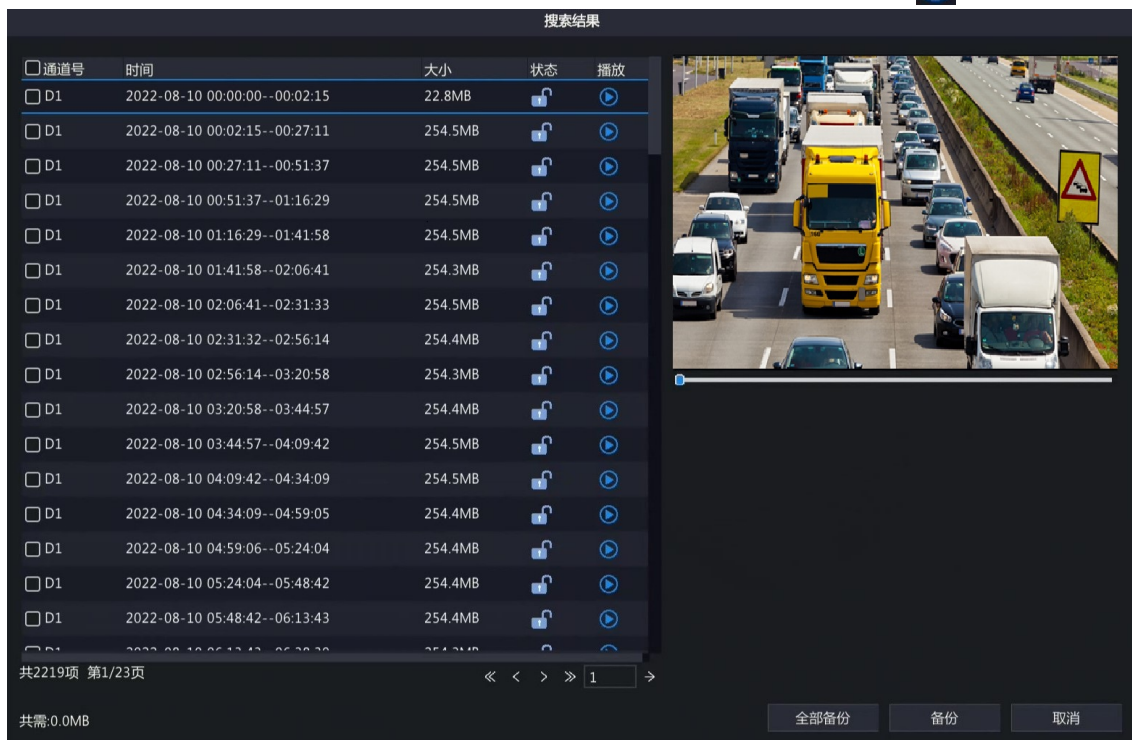 搜索结果
通道号 时间 大小 状态 播放
D1 2022-08-10 00:00:00--00:02:15 22.8MB
D1 2022-08-10 00:02:15--00:27:11 254.5MB
D1 2022-08-10 00:27:11--00:51:37 254.5MB
D1 2022-08-10 00:51:37--01:16:29 254.5MB
D1 2022-08-10 01:16:29--01:41:58 254.5MB
D1 2022-08-10 01:41:58--02:06:41 254.3MB
D1 2022-08-10 02:06:41--02:31:33 254.5MB
D1 2022-08-10 02:31:32--02:56:14 254.4MB
D1 2022-08-10 02:56:14--03:20:58 254.3MB
D1 2022-08-10 03:20:58--03:44:57 254.4MB
D1 2022-08-10 03:44:57--04:09:42 254.5MB
D1 2022-08-10 04:09:42--04:34:09 254.5MB
D1 2022-08-10 04:34:09--04:59:05 254.4MB
D1 2022-08-10 04:59:06--05:24:04 254.4MB
D1 2022-08-10 05:24:04--05:48:42 254.4MB
D1 2022-08-10 05:48:42--06:13:43 254.4MB
共2219项 第1/23页 1
共需:0.0MB 全部备份 备份 取消